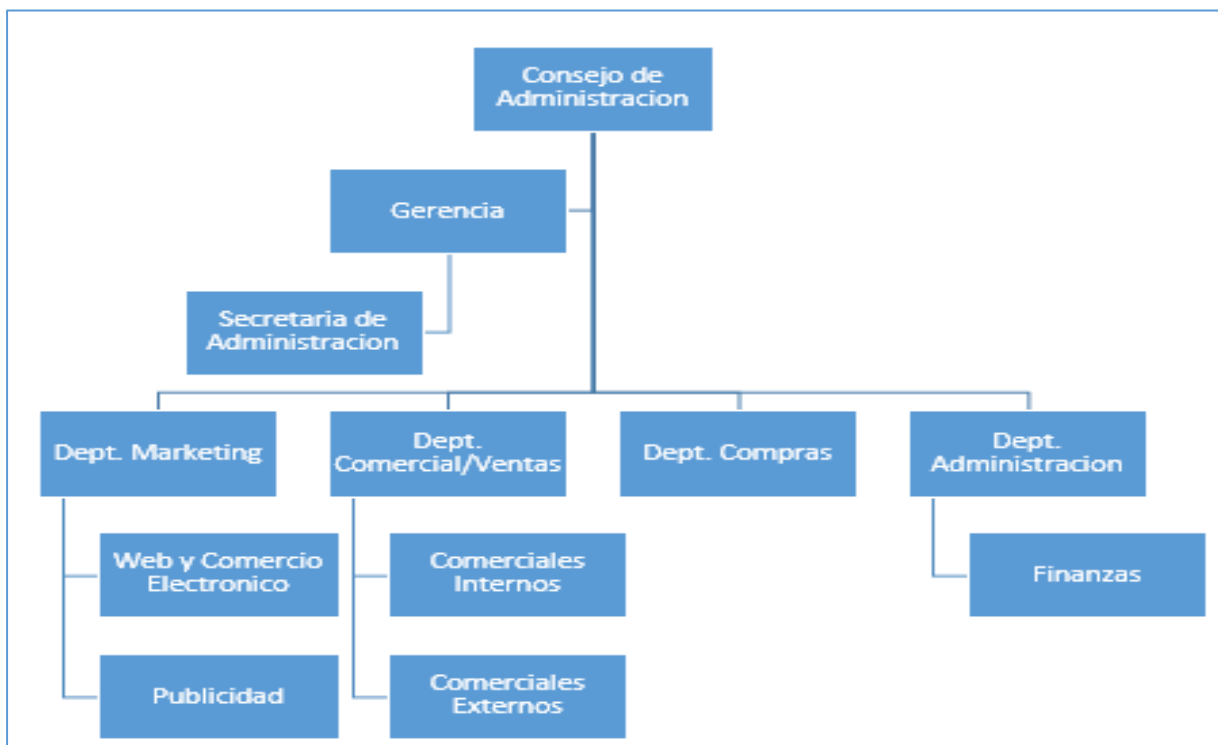 Consejo de
Administracion
Gerencia
Secretaria de
Administracion
Dept. Marketing
Dept.
Comercial/Ventas
Dept. Compras
Dept.
Administracion
Web y Comercio
Electronico
Comerciales
Internos
Finanzas
Publicidad
Comerciales
Externos